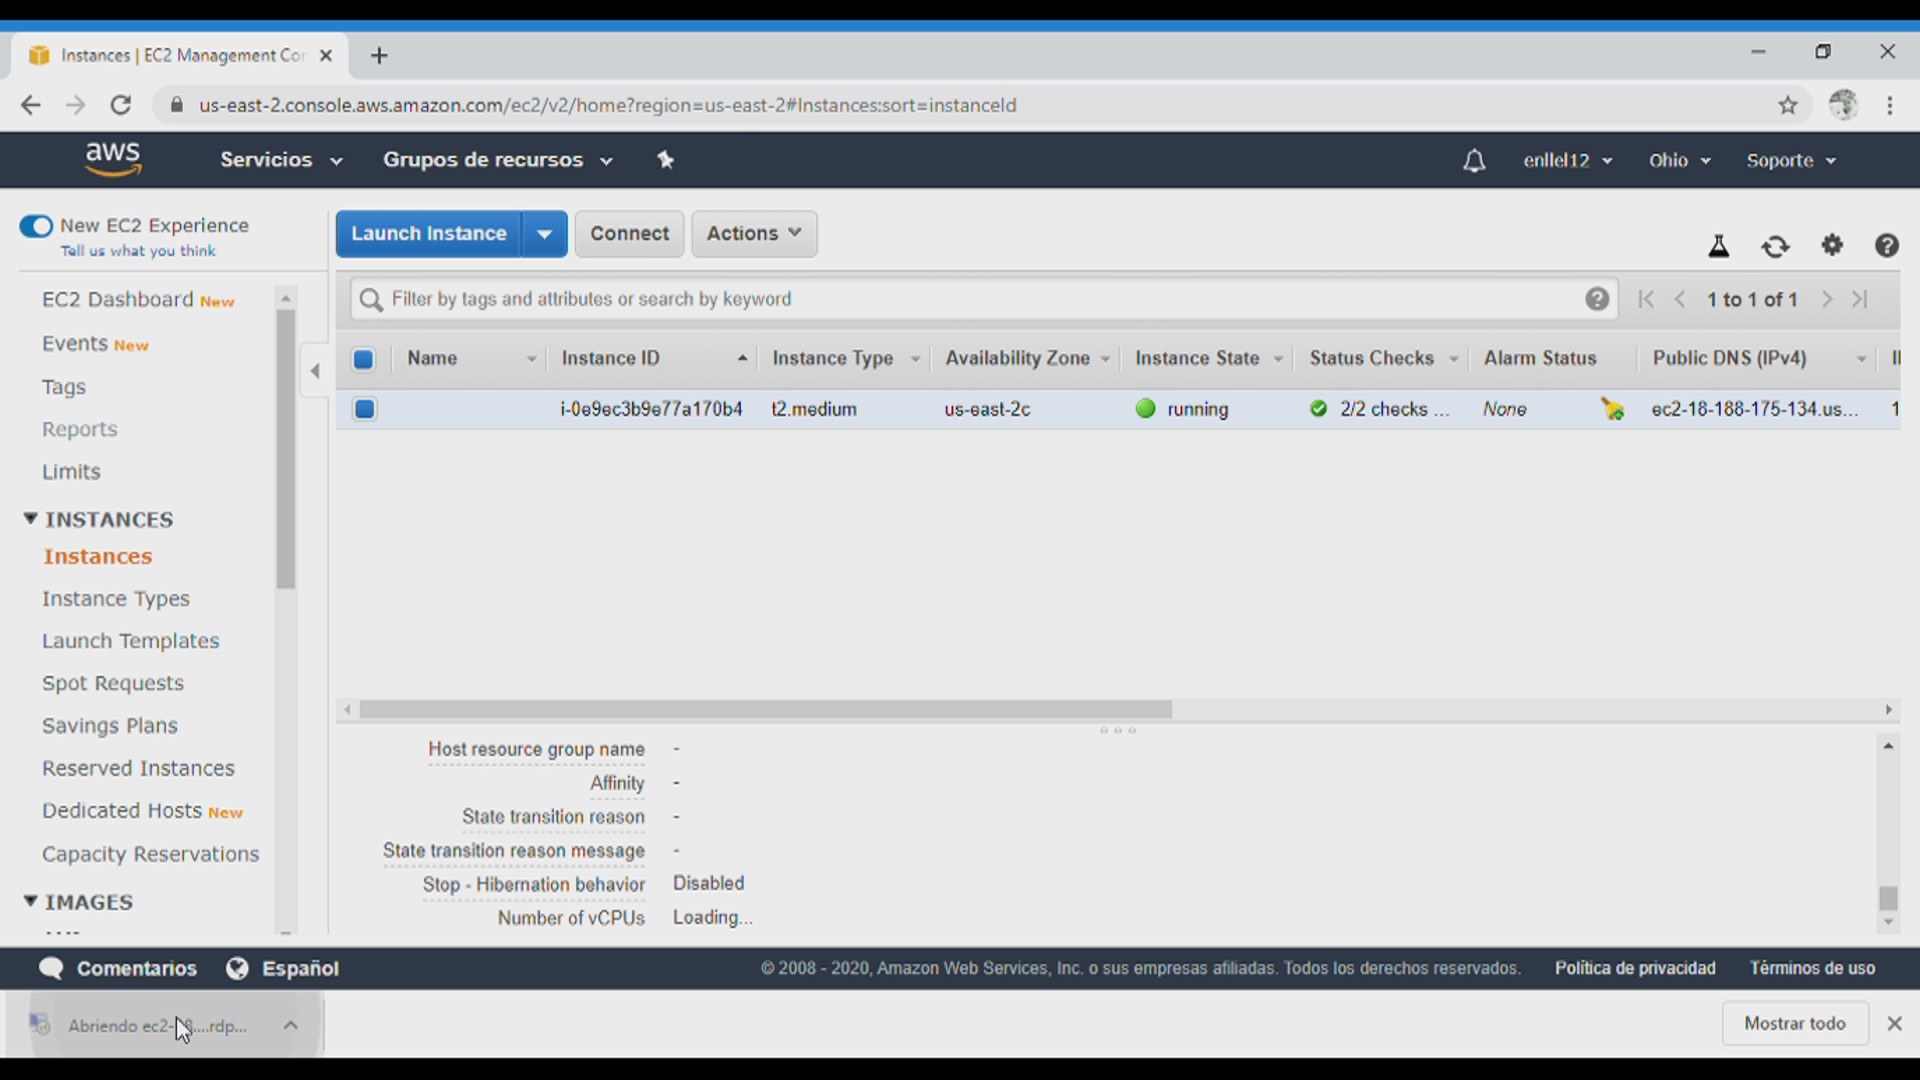 Instances | EC2 Management Con
us-east-2.console.aws.amazon.com/ec2/v2/home?region=us-east-2#Instances:sort=instanceId
aws
Servicios
Grupos de recursos
enllel12
Ohio
Soporte
New EC2 Experience
Tell us what you think
EC2 Dashboard New
Events New
Tags
Reports
Limits
INSTANCES
Instances
Instance Types
Launch Templates
Spot Requests
Savings Plans
Reserved Instances
Dedicated Hosts New
Capacity Reservations
IMAGES
Launch Instance
Connect
Actions
Filter by tags and attributes or search by keyword
1 to 1 of 1
Name Instance ID Instance Type Availability Zone Instance State Status Checks Alarm Status Public DNS (IPv4)
i-0e9ec3b9e77a170b4 t2.medium us-east-2c running 2/2 checks ... None ec2-18-188-175-134.us... 1
Host resource group name -
Affinity -
State transition reason -
State transition reason message -
Stop - Hibernation behavior Disabled
Number of vCPUs Loading...
Comentarios
Español
© 2008 - 2020, Amazon Web Services, Inc. o sus empresas afiliadas. Todos los derechos reservados.
Política de privacidad
Términos de uso
Abriendo ec2-18....rdp...
Mostrar todo